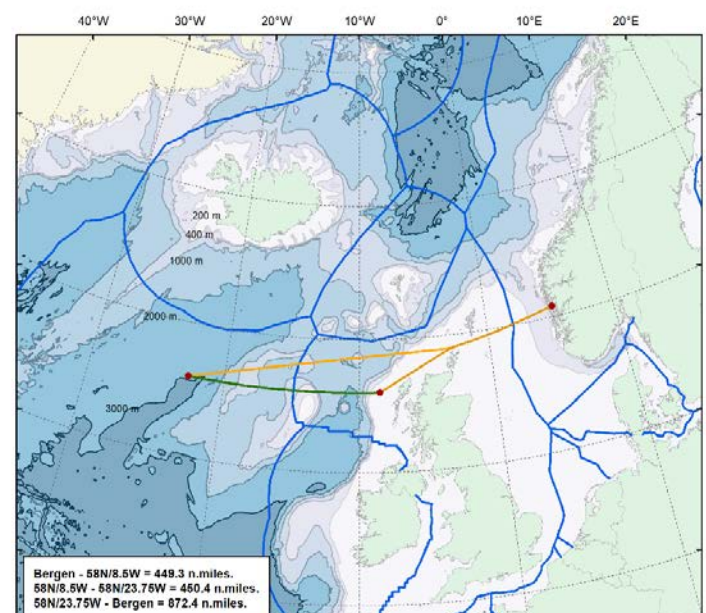 40°W 30°W 20°W 10°W 0° 10°E 20°E
200 m
400 m
1000 m
2000 m
3000 m
Bergen - 58N/8.5W = 449.3 n.miles.
58N/8.5W - 58N/23.75W = 450.4 n.miles.
58N/23.75W - Bergen = 872.4 n.miles.